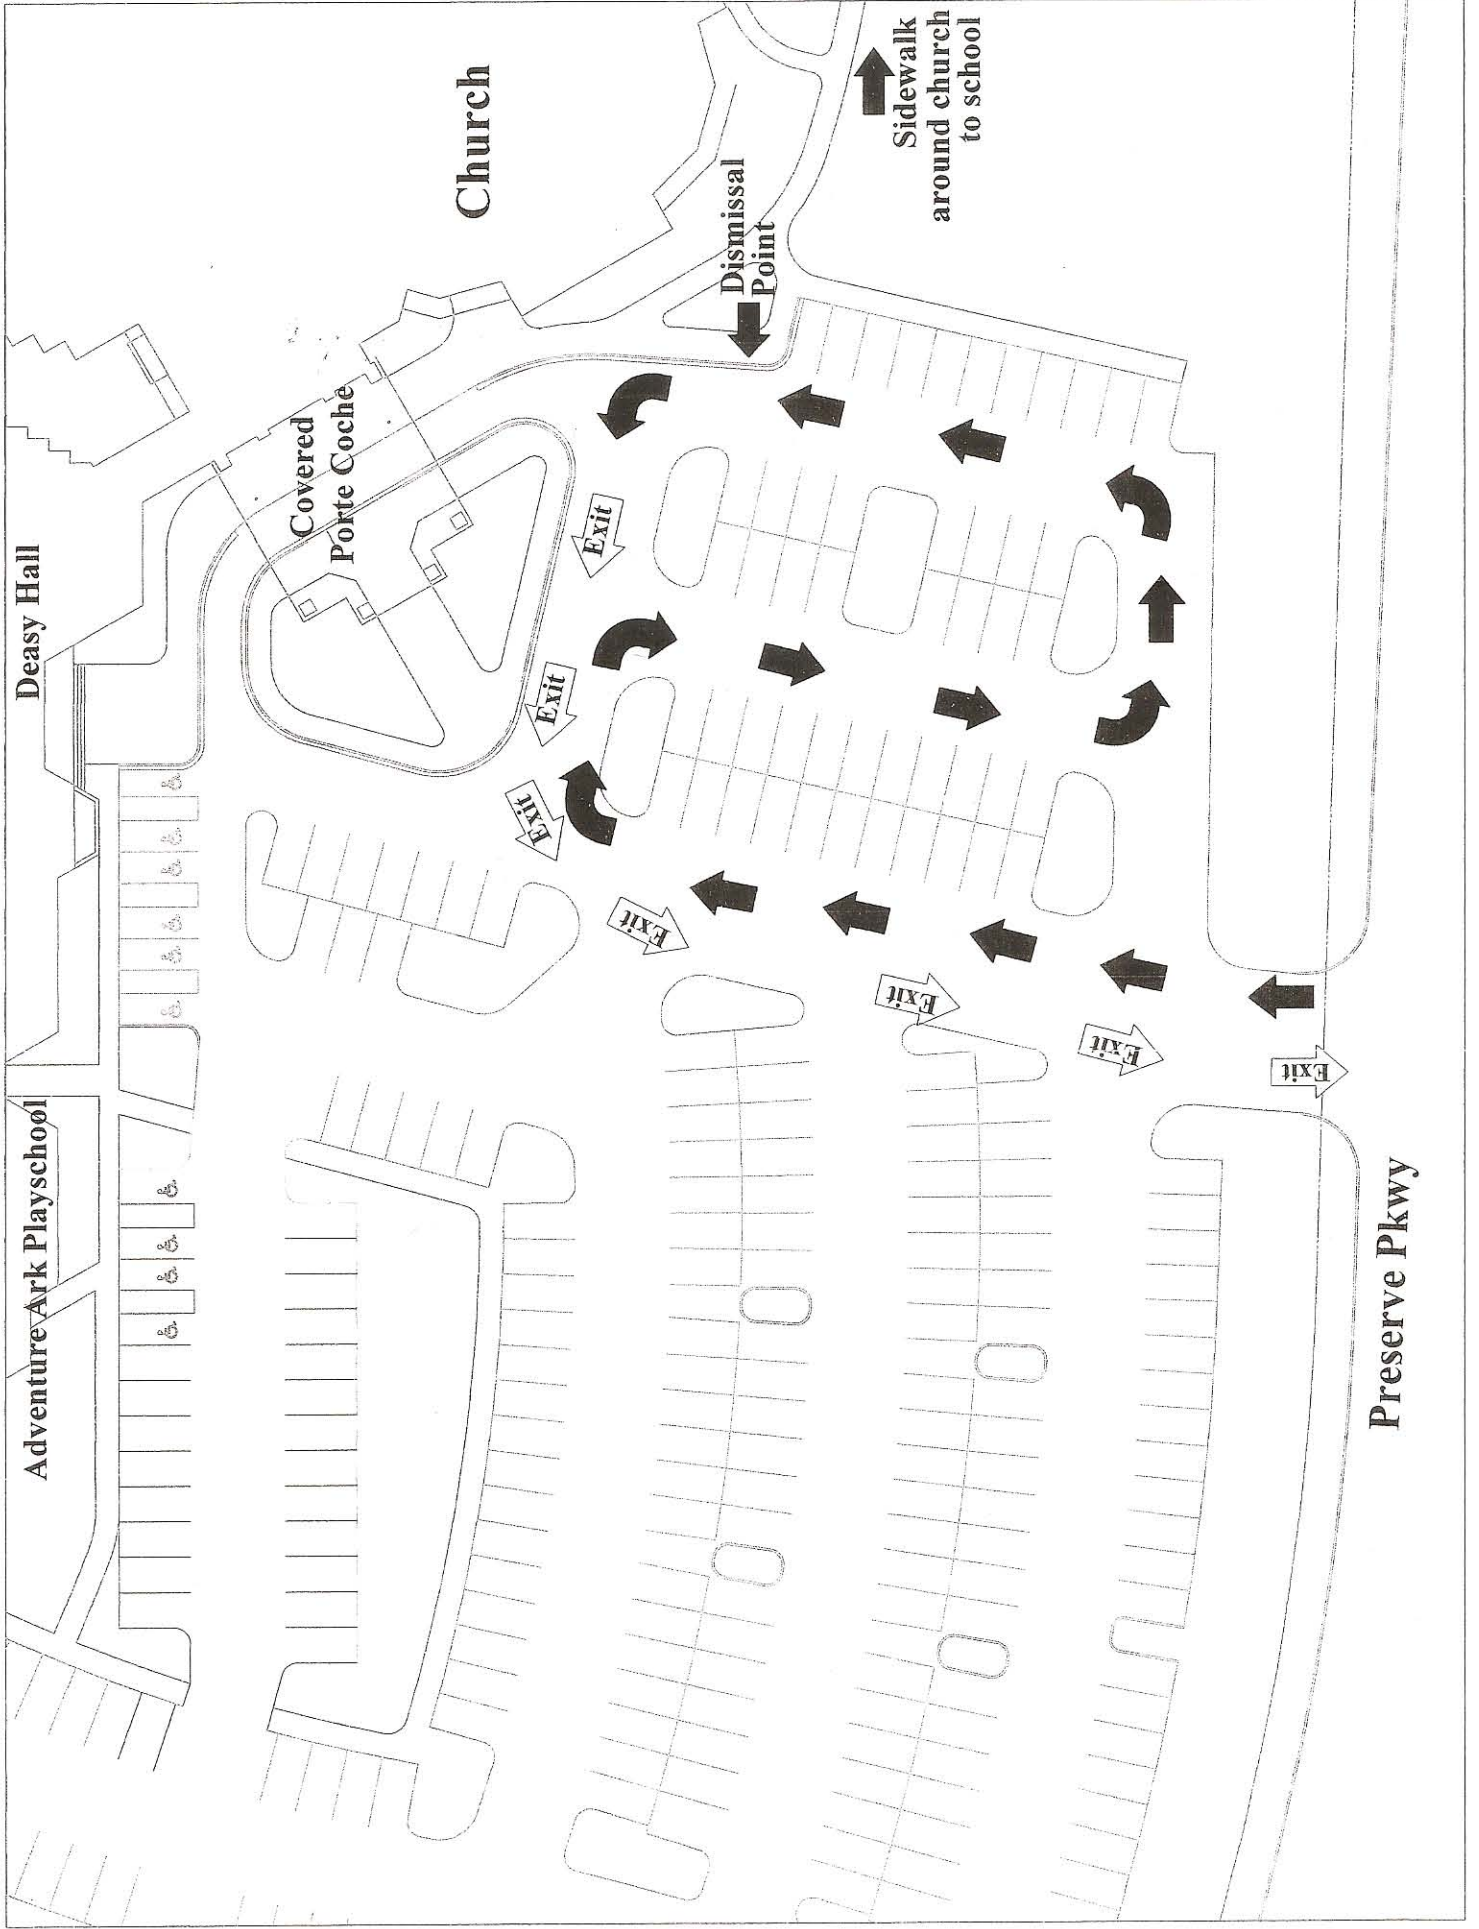 Deasy Hall
Adventure Ark Playschool
Covered
Porte Coche
Church
Dismissal
Point
Sidewalk
around church
to school
Exit
Exit
Exit
Exit
Exit
Exit
Exit
Preserve Pkwy